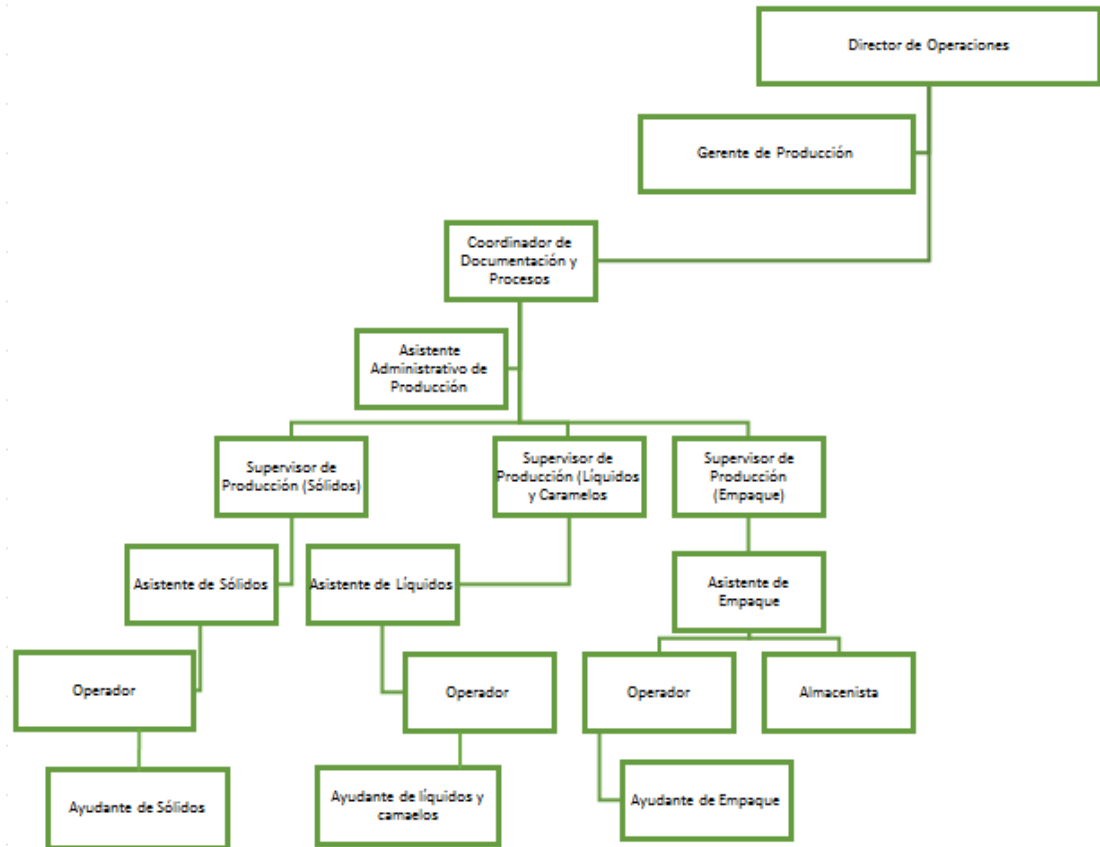 Director de Operaciones
Gerente de Producción
Coordinador de
Documentación y
Procesos
Asistente
Administrativo de
Producción
Supervisor de
Producción (Sólidos)
Supervisor de
Producción (Líquidos
y Caramelos
Supervisor de
Producción
(Empaque)
Asistente de Sólidos
Asistente de Líquidos
Asistente de
Empaque
Operador
Operador
Operador
Almacenista
Ayudante de Sólidos
Ayudante de líquidos y
camaelos
Ayudante de Empaque